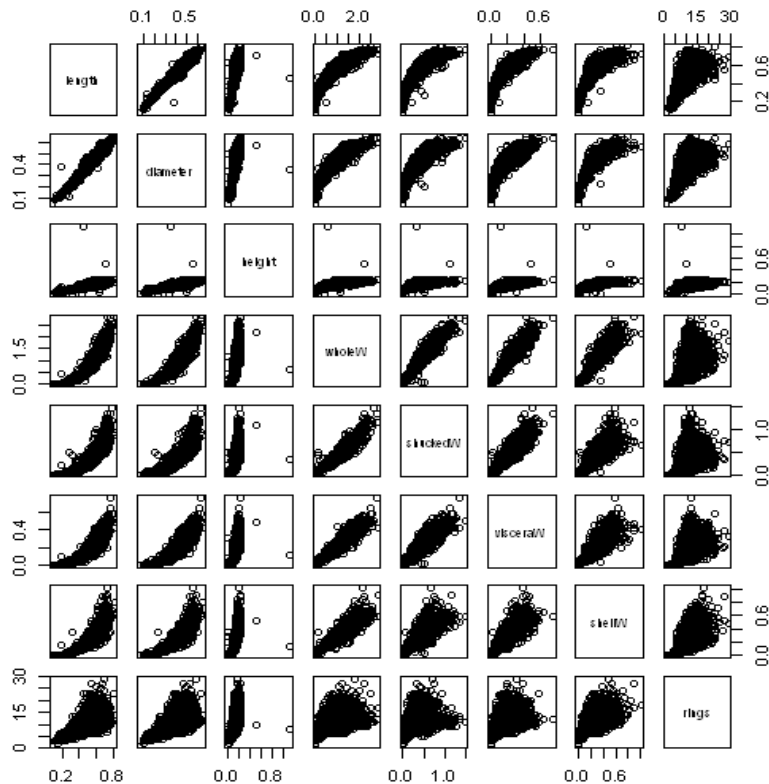 0.1 0.5 0.0 2.0 0.0 0.6 0 10 20 30
length 0.2 0.6
0.1 0.4 diameter
height 0.0 0.6
0.0 1.5 wholeW
shuckedW 0.0 1.0
0.0 0.4 visceralW
shellW 0.0 0.6
0 15 30 rings
0.2 0.8 0.0 0.8 0.0 1.0 0.0 0.6